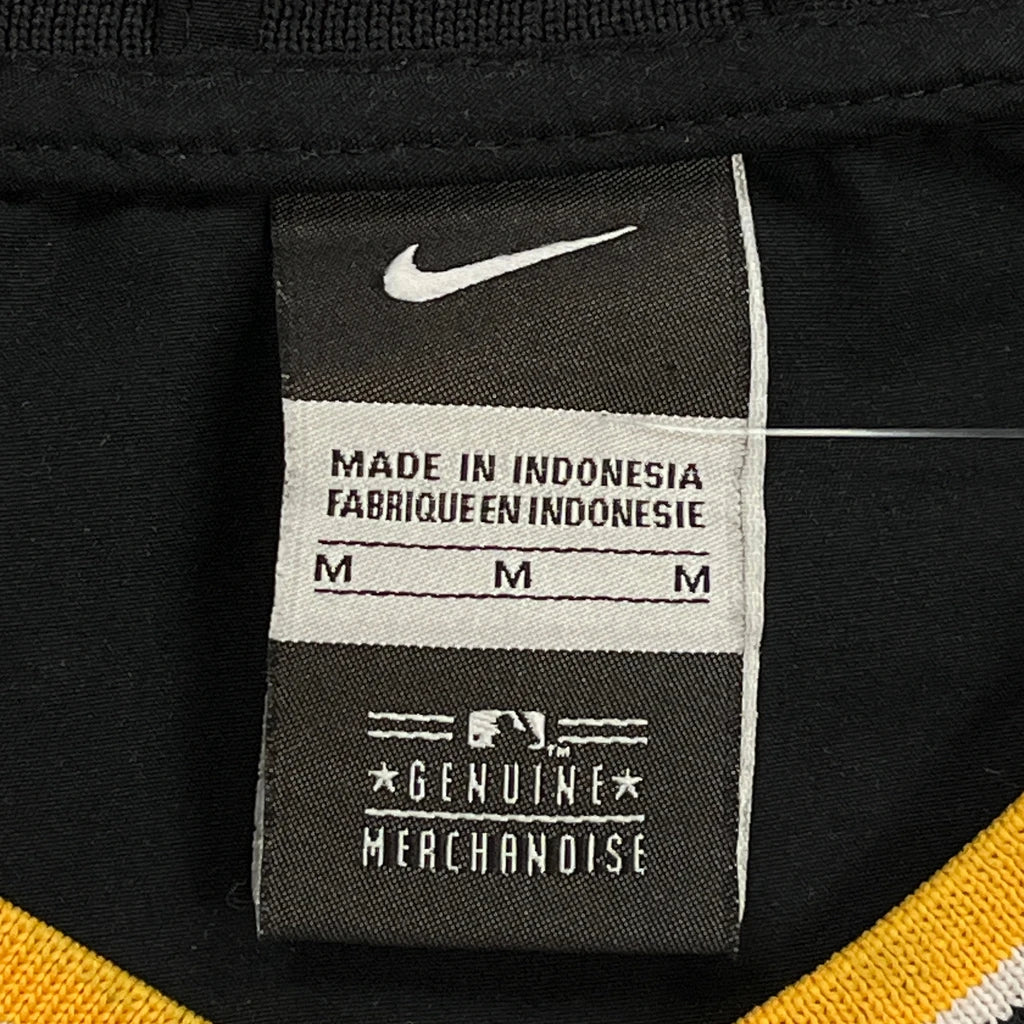 MADE IN INDONESIA
FABRIQUE EN INDONESIE
M M M
TM
GENUINE
MERCHANDISE